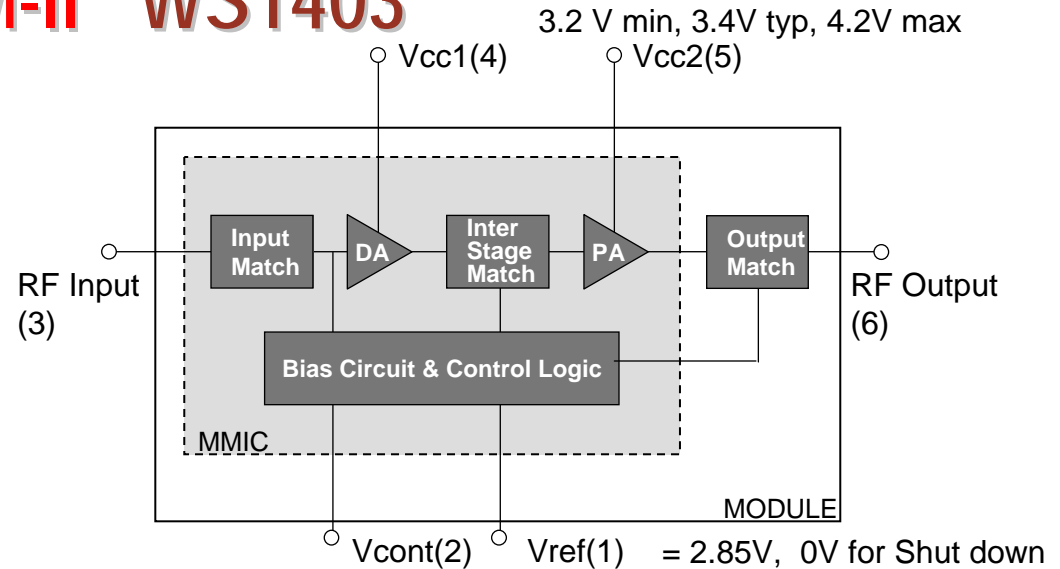 WS1403
3.2 V min, 3.4V typ, 4.2V max
Vcc1(4)
Vcc2(5)
Input
Match
DA
Inter
Stage
Match
PA
Output
Match
RF Input
(3)
RF Output
(6)
Bias Circuit & Control Logic
MMIC
MODULE
Vcont(2)
Vref(1)
= 2.85V, 0V for Shut down